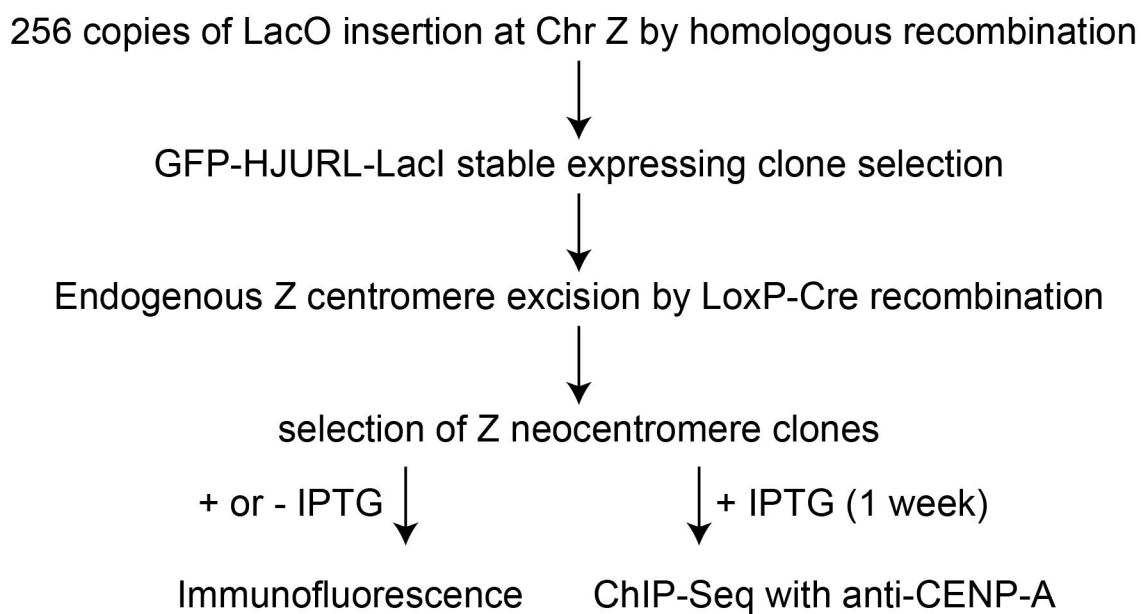 256 copies of LacO insertion at Chr Z by homologous recombination
GFP-HJURL-LacI stable expressing clone selection
Endogenous Z centromere excision by LoxP-Cre recombination
selection of Z neocentromere clones
+ or - IPTG
+ IPTG (1 week)
Immunofluorescence
ChIP-Seq with anti-CENP-A